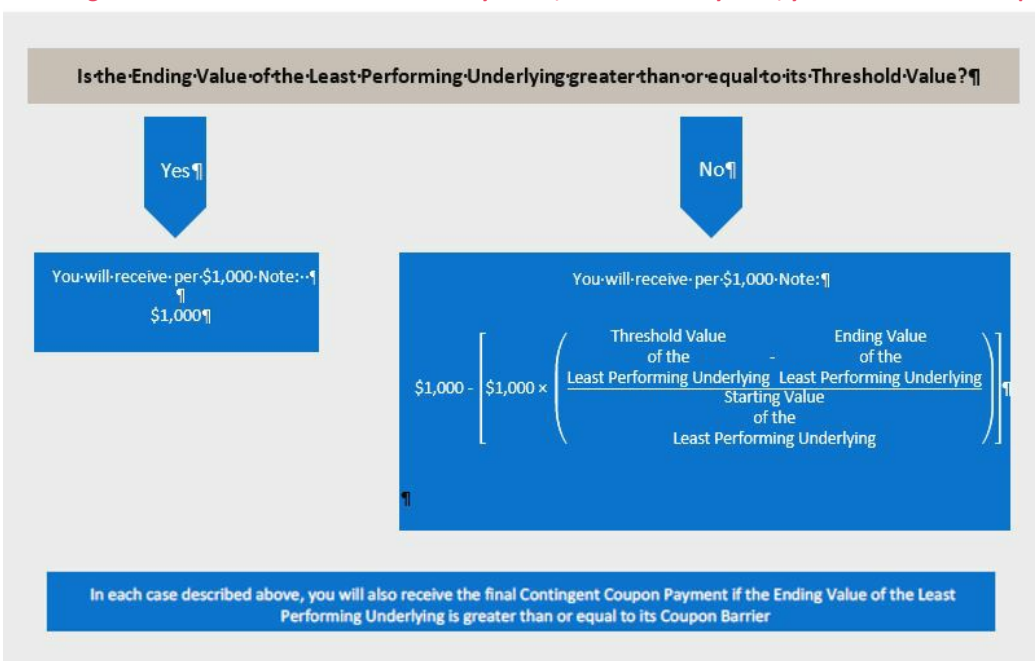 Is·the·Ending·Value·of·the·Least·Performing·Underlying·greater·than·or·equal·to·its·Threshold·Value?¶
Yes¶
No¶
You·will·receive·per·$1,000·Note:··¶
¶
$1,000¶
You·will·receive·per·$1,000·Note:¶
Threshold Value Ending Value
of the - of the
Least Performing Underlying Least Performing Underlying
$1,000 - [$1,000 × ( )] ¶
Starting Value
of the
Least Performing Underlying
¶
In each case described above, you will also receive the final Contingent Coupon Payment if the Ending Value of the Least
Performing Underlying is greater than or equal to its Coupon Barrier